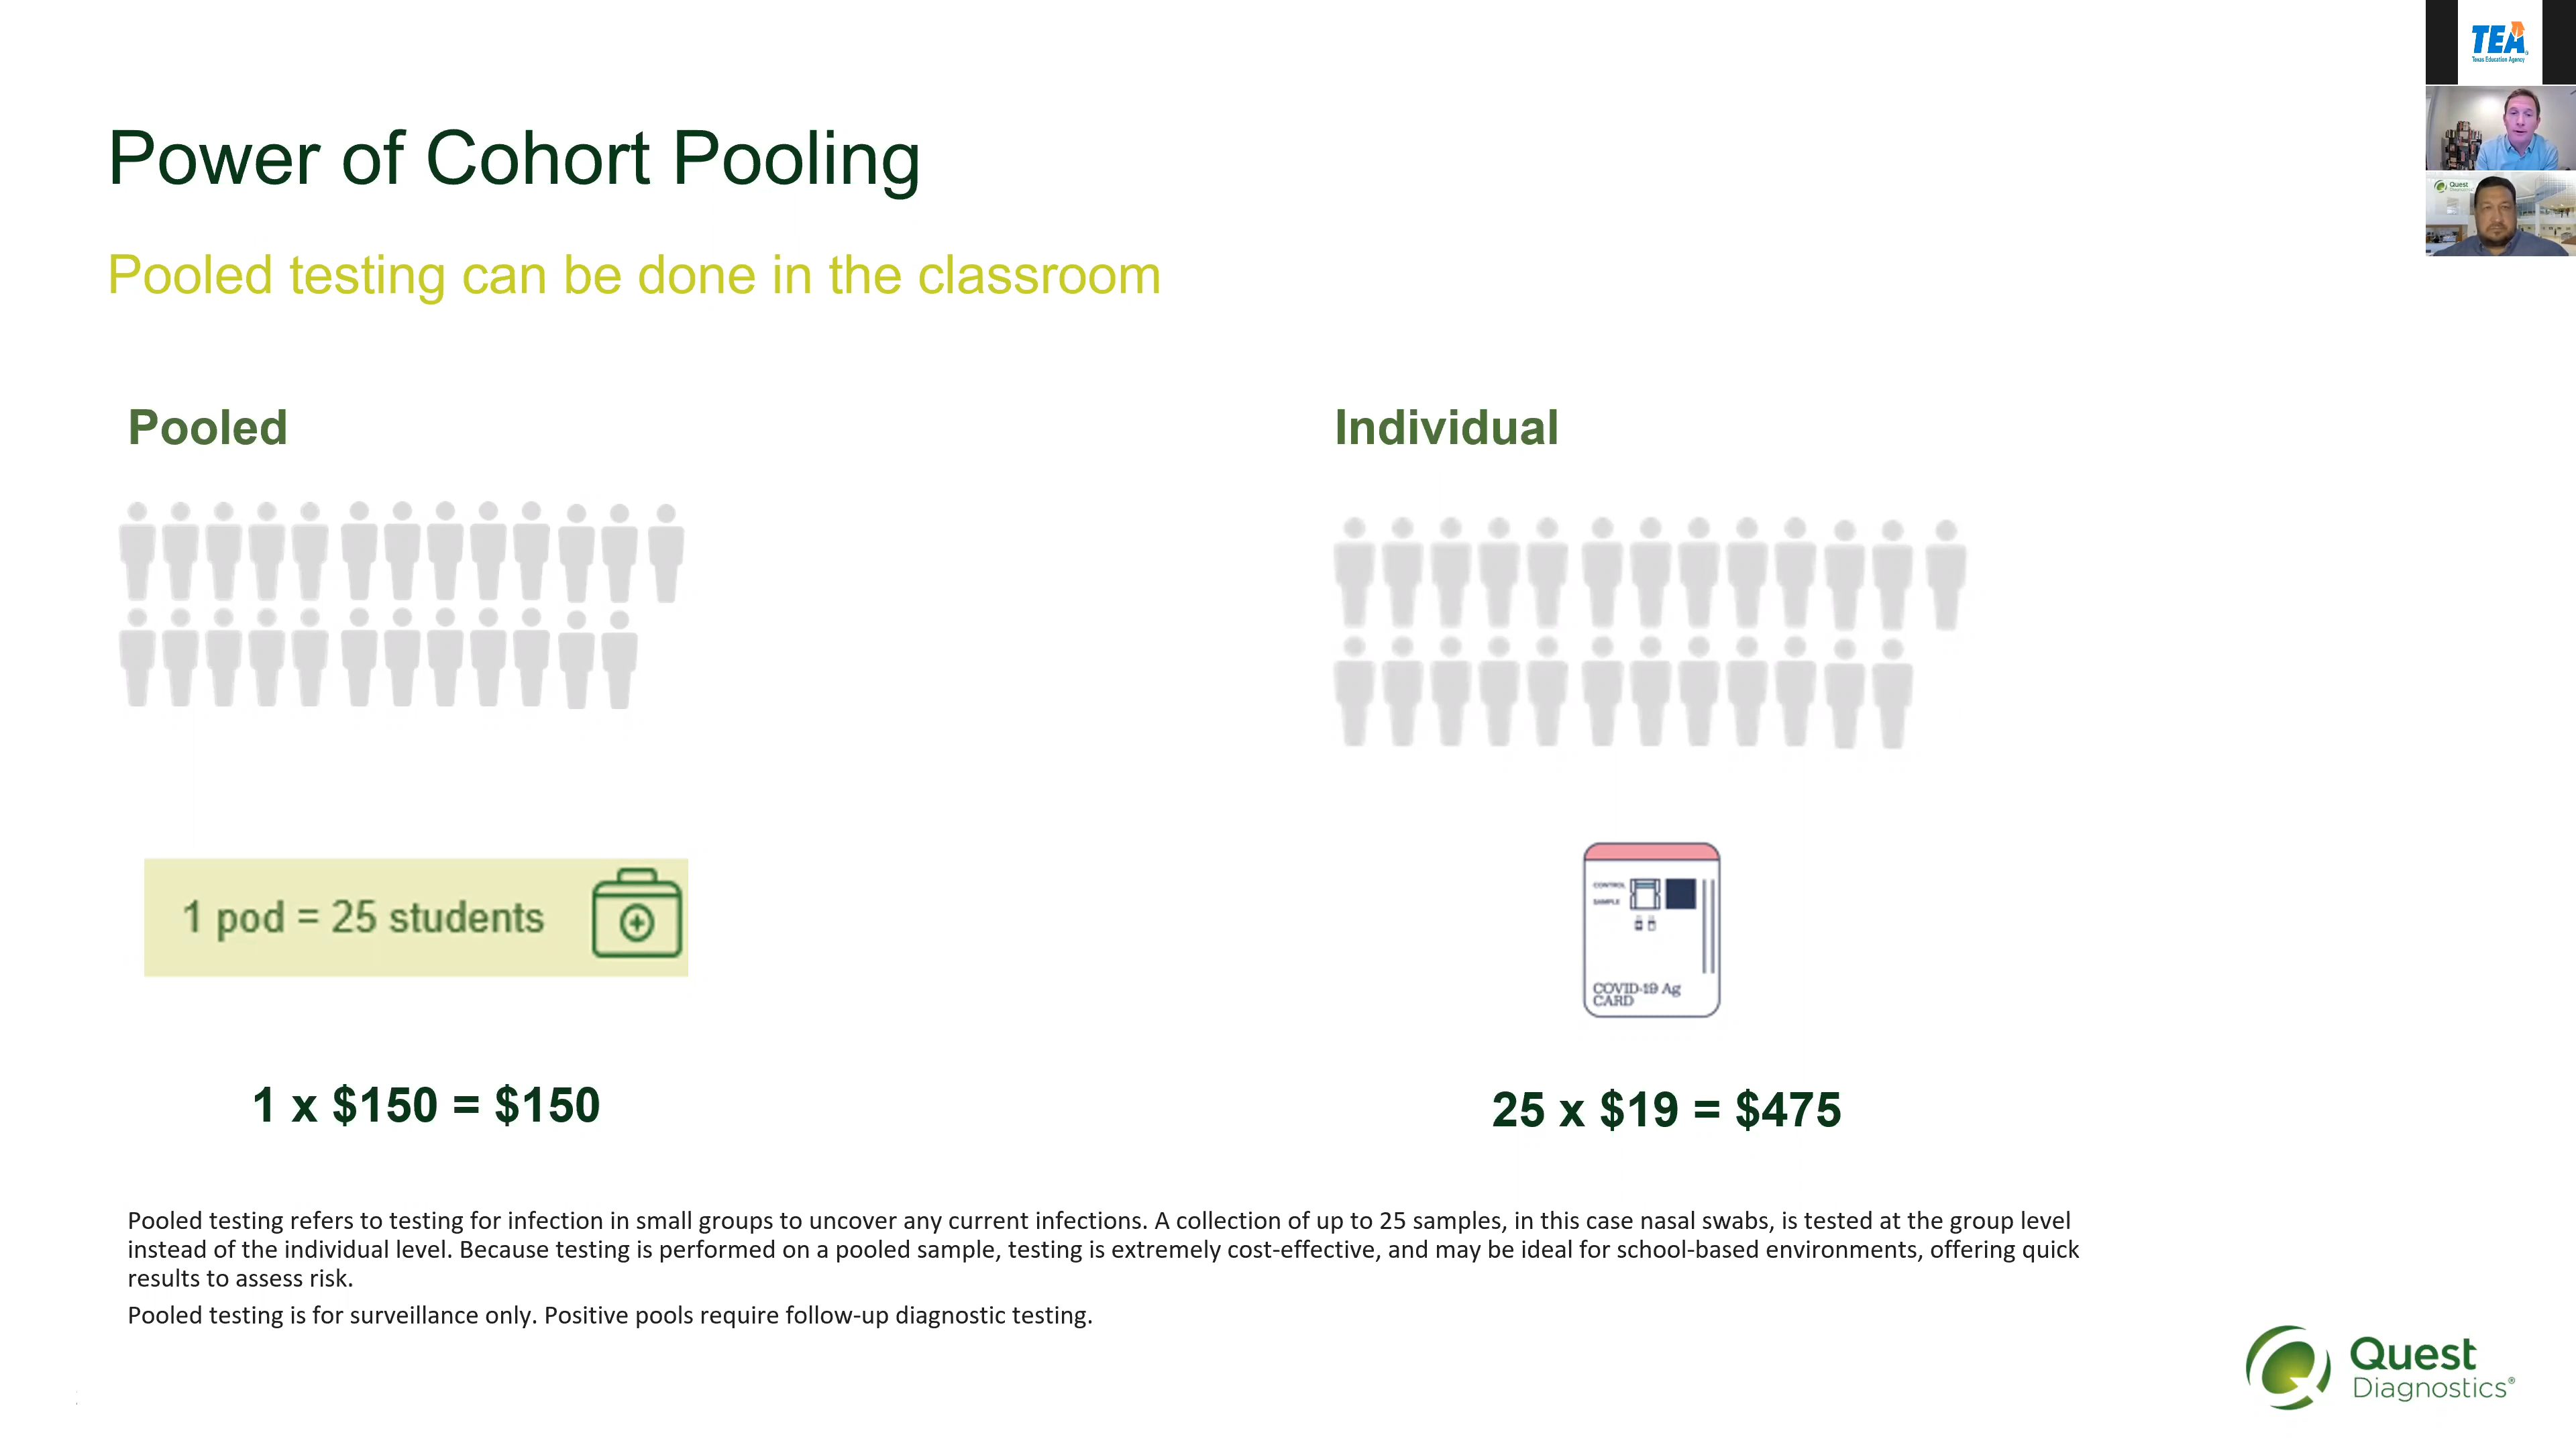 TEA
Texas Education Agency
Power of Cohort Pooling
Quest
Pooled testing can be done in the classroom
Pooled
Individual
1 pod = 25 students
CONTROL
SAMPLE
COVID-19 Ag
CARD
1 x $150 = $150
25 x $19 = $475
Pooled testing refers to testing for infection in small groups to uncover any current infections. A collection of up to 25 samples, in this case nasal swabs, is tested at the group level
instead of the individual level. Because testing is performed on a pooled sample, testing is extremely cost-effective, and may be ideal for school-based environments, offering quick
results to assess risk.
Pooled testing is for surveillance only. Positive pools require follow-up diagnostic testing.
Quest
Diagnostics®